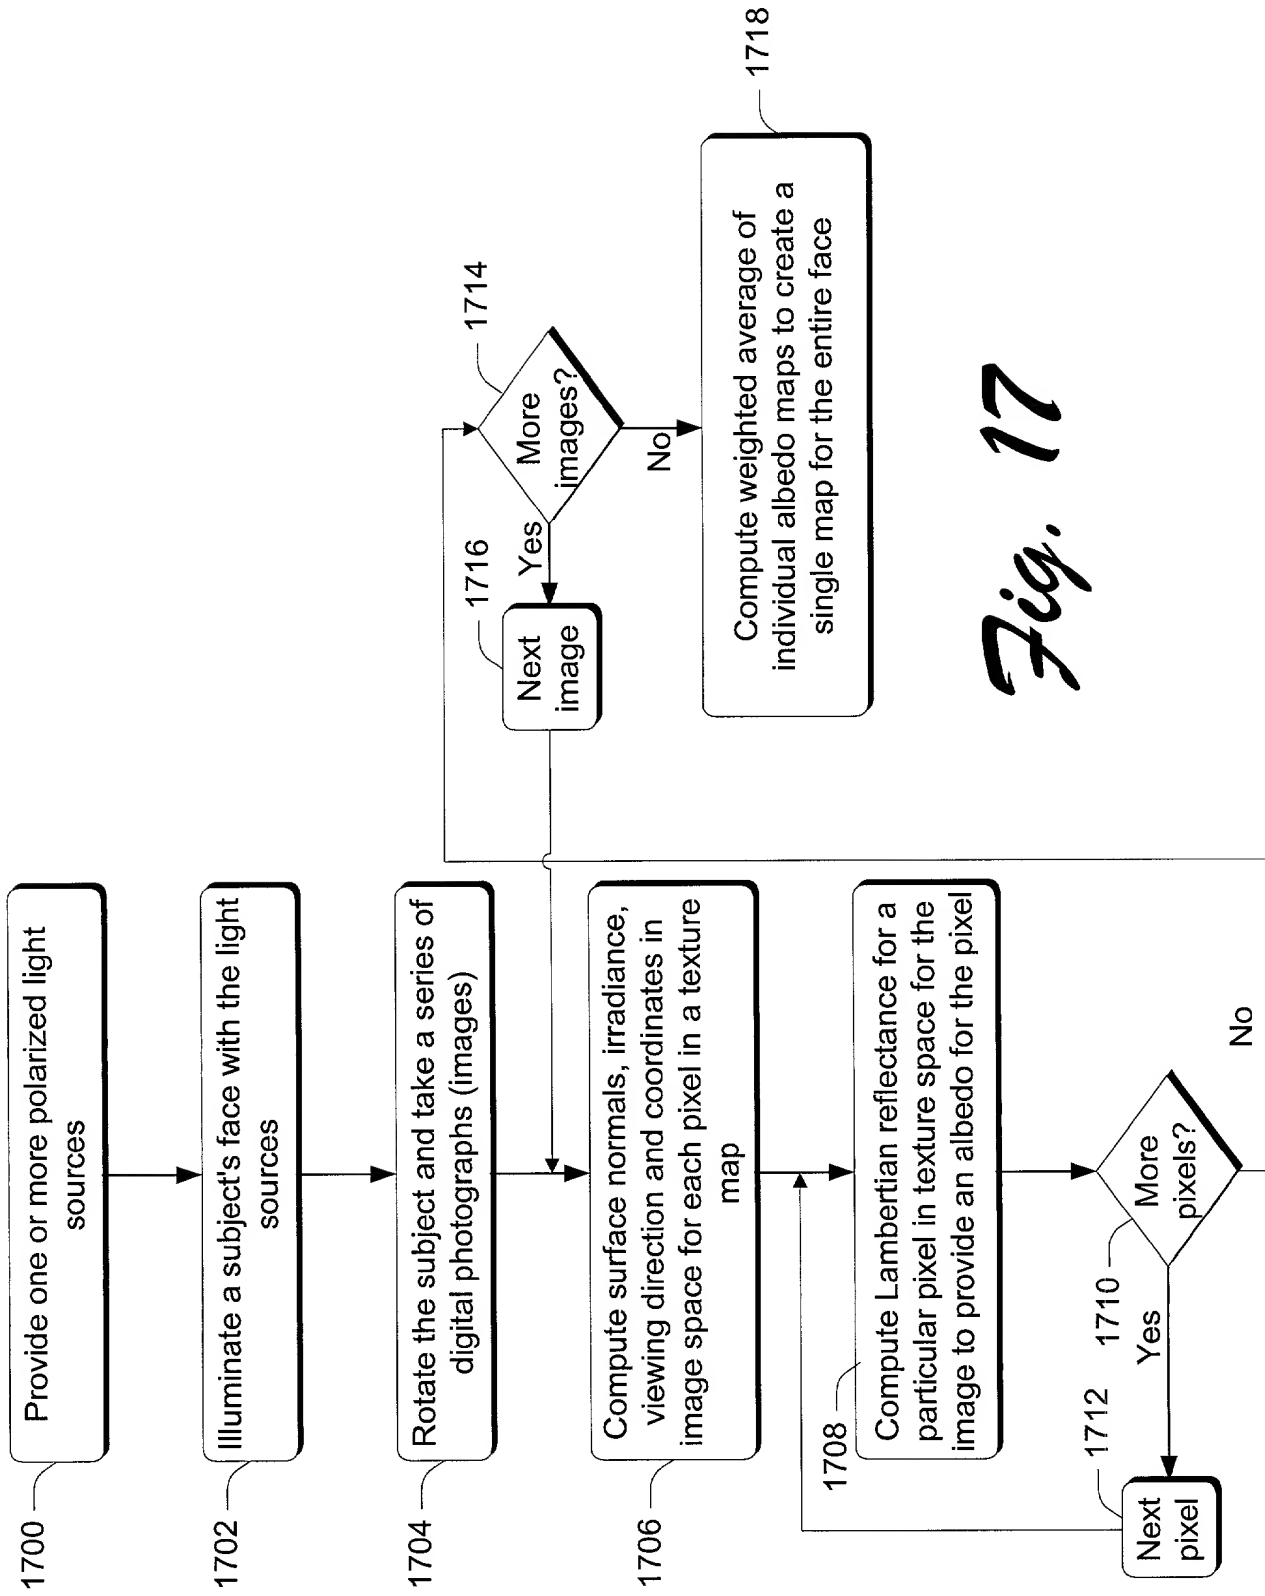 1700
Provide one or more polarized light
sources
1702
Illuminate a subject's face with the light
sources
1704
Rotate the subject and take a series of
digital photographs (images)
1706
Compute surface normals, irradiance,
viewing direction and coordinates in
image space for each pixel in a texture
map
1708
Compute Lambertian reflectance for a
particular pixel in texture space for the
image to provide an albedo for the pixel
1710
More
pixels?
Yes
No
1712
Next
pixel
1714
More
images?
Yes
No
1716
Next
image
1718
Compute weighted average of
individual albedo maps to create a
single map for the entire face
Fig. 17